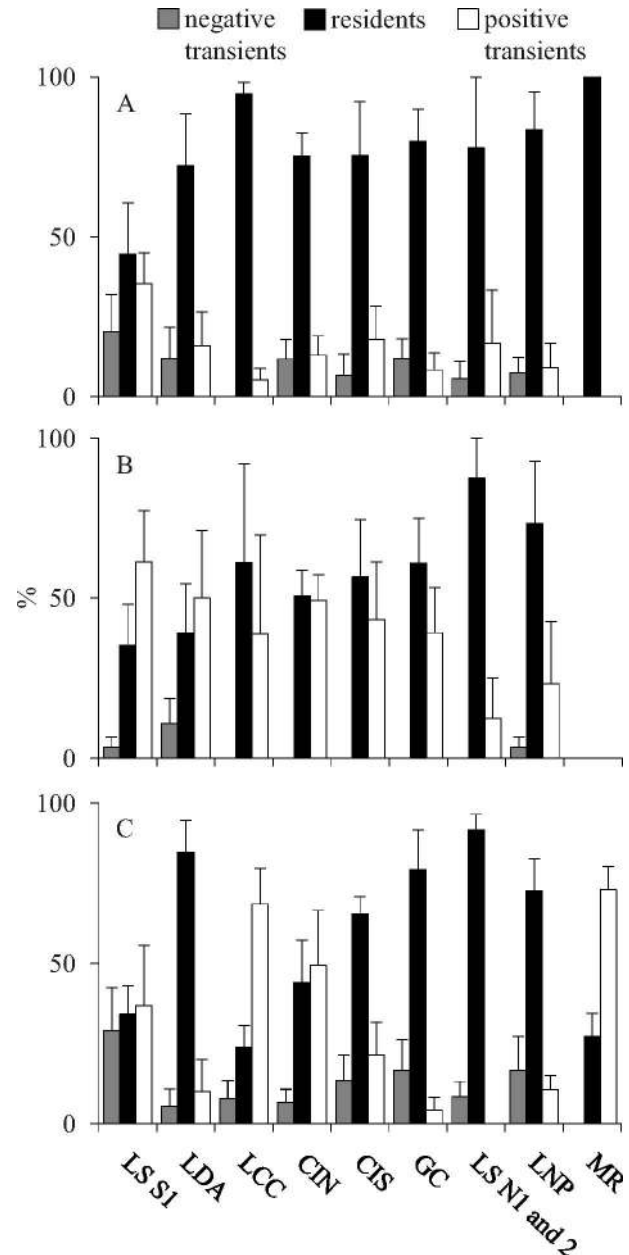 negative transients residents positive transients
A
100
50
0
B
100
50
0
%
C
100
50
0
LS S1 LDA LCC CIN CIS GC LS N1 and 2 LNP MR